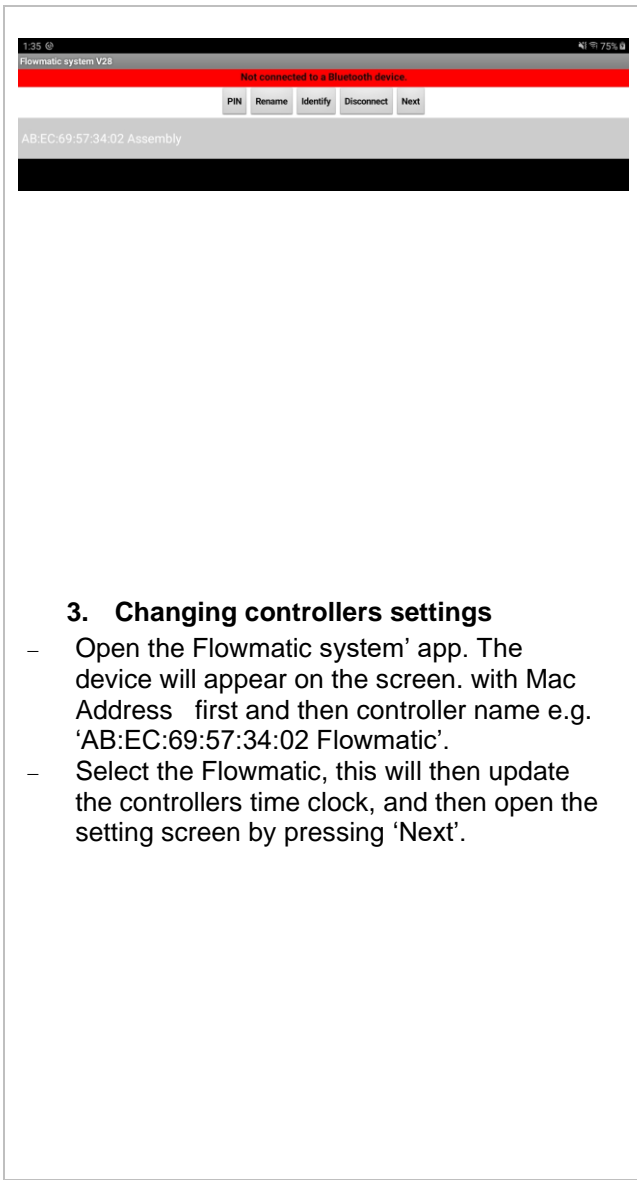 1:35 75%
Flowmatic system V28
Not connected to a Bluetooth device.
PIN Rename Identify Disconnect Next
AB:EC:69:57:34:02 Assembly
3. Changing controllers settings
– Open the Flowmatic system’ app. The
device will appear on the screen. with Mac
Address first and then controller name e.g.
‘AB:EC:69:57:34:02 Flowmatic’.
– Select the Flowmatic, this will then update
the controllers time clock, and then open the
setting screen by pressing ‘Next’.